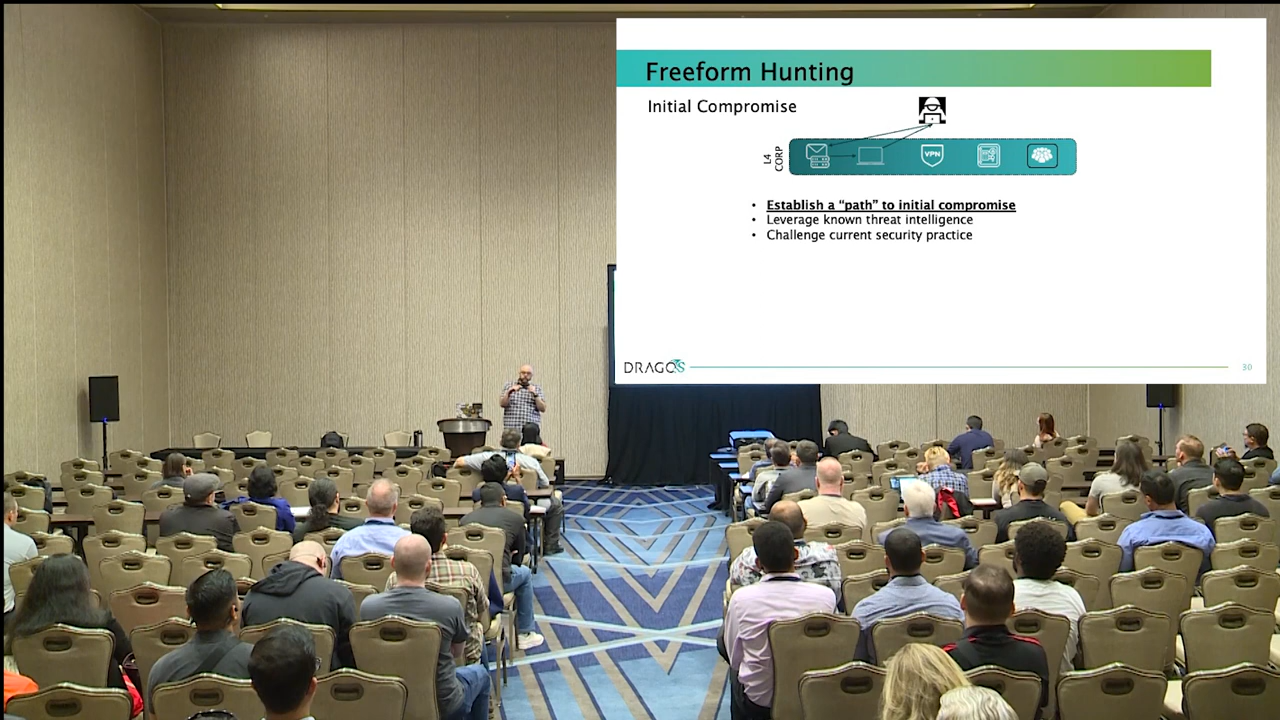 Freeform Hunting
Initial Compromise
L4
CORP
VPN
• Establish a “path” to initial compromise
• Leverage known threat intelligence
• Challenge current security practice
DRAGOS
30